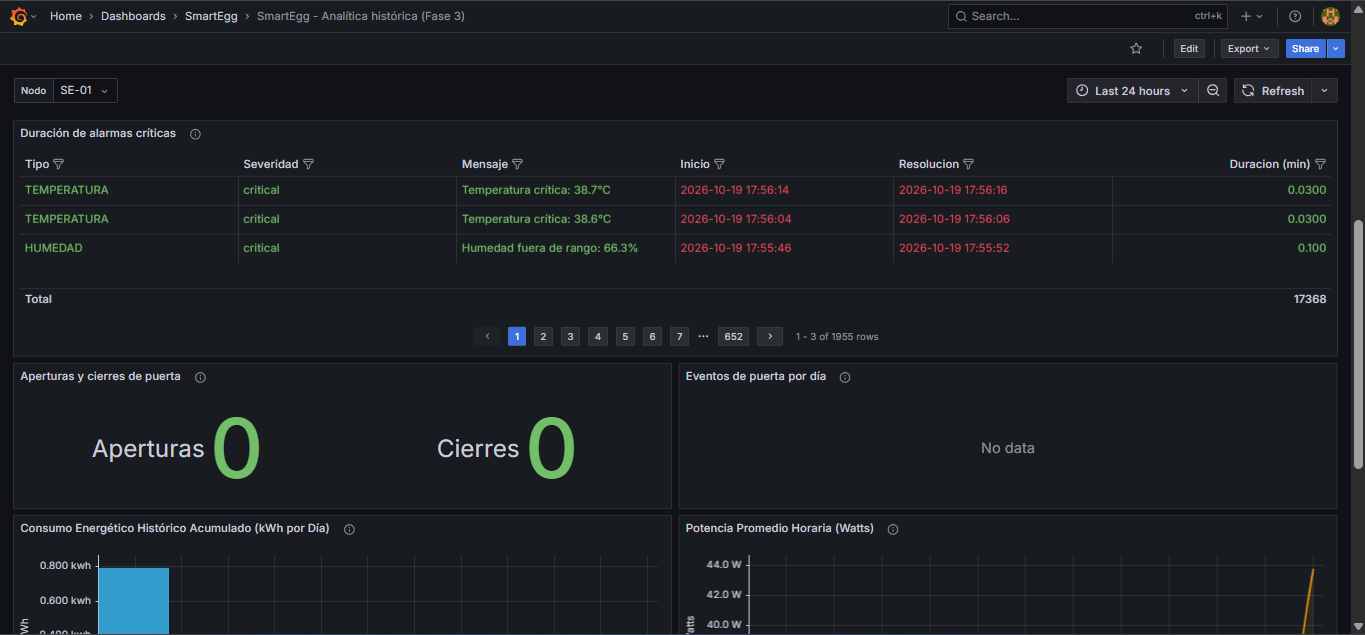 Home › Dashboards › SmartEgg › SmartEgg - Analítica histórica (Fase 3)
Search... ctrl+k
Edit Export Share
Nodo SE-01
Last 24 hours Refresh
Duración de alarmas críticas
Tipo Severidad Mensaje Inicio Resolucion Duracion (min)
TEMPERATURA critical Temperatura crítica: 38.7°C 2026-10-19 17:56:14 2026-10-19 17:56:16 0.0300
TEMPERATURA critical Temperatura crítica: 38.6°C 2026-10-19 17:56:04 2026-10-19 17:56:06 0.0300
HUMEDAD critical Humedad fuera de rango: 66.3% 2026-10-19 17:55:46 2026-10-19 17:55:52 0.100
Total 17368
‹ 1 2 3 4 5 6 7 ··· 652 › 1 - 3 of 1955 rows
Aperturas y cierres de puerta
Aperturas 0 Cierres 0
Eventos de puerta por día
No data
Consumo Energético Histórico Acumulado (kWh por Día)
0.800 kwh
0.600 kwh
0.400 kwh
Potencia Promedio Horaria (Watts)
44.0 W
42.0 W
40.0 W